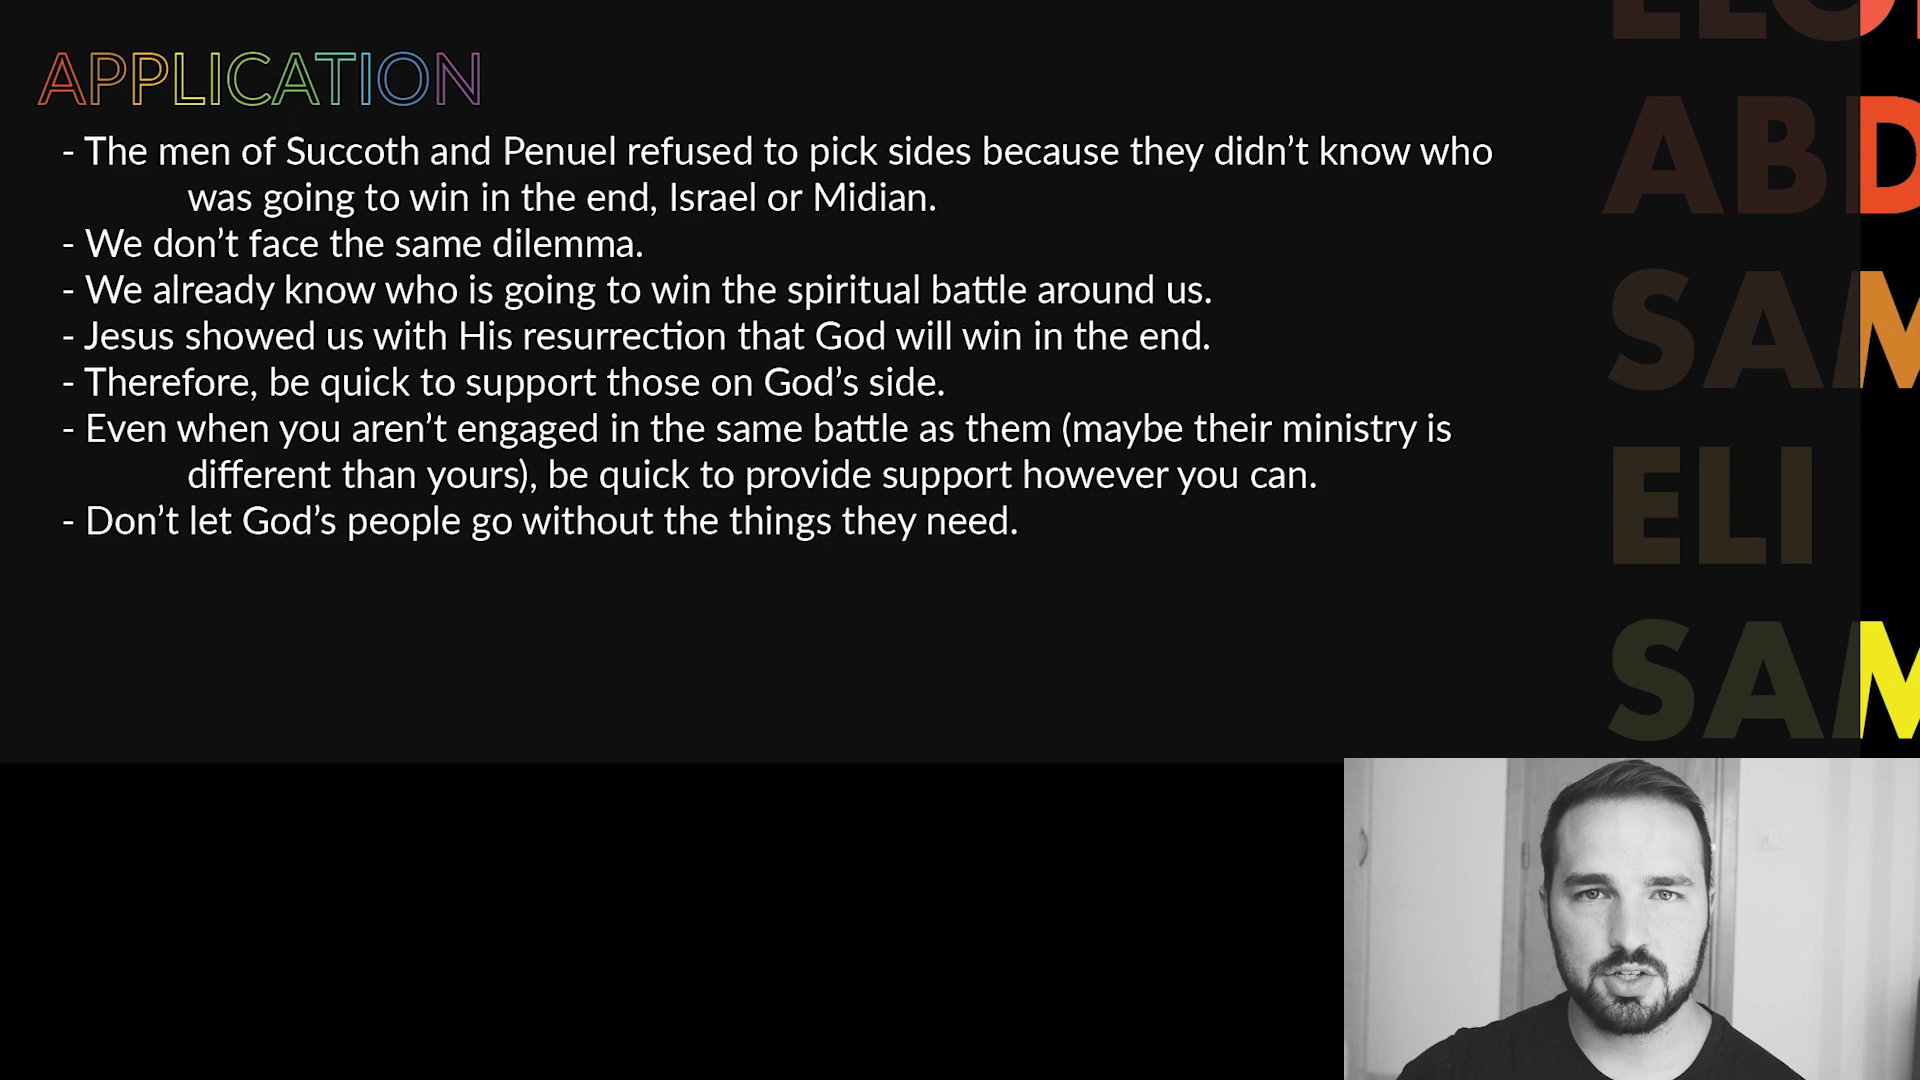 APPLICATION
- The men of Succoth and Penuel refused to pick sides because they didn’t know who
was going to win in the end, Israel or Midian.
- We don’t face the same dilemma.
- We already know who is going to win the spiritual battle around us.
- Jesus showed us with His resurrection that God will win in the end.
- Therefore, be quick to support those on God’s side.
- Even when you aren’t engaged in the same battle as them (maybe their ministry is
different than yours), be quick to provide support however you can.
- Don’t let God’s people go without the things they need.
ABD
SAM
ELI
SAM